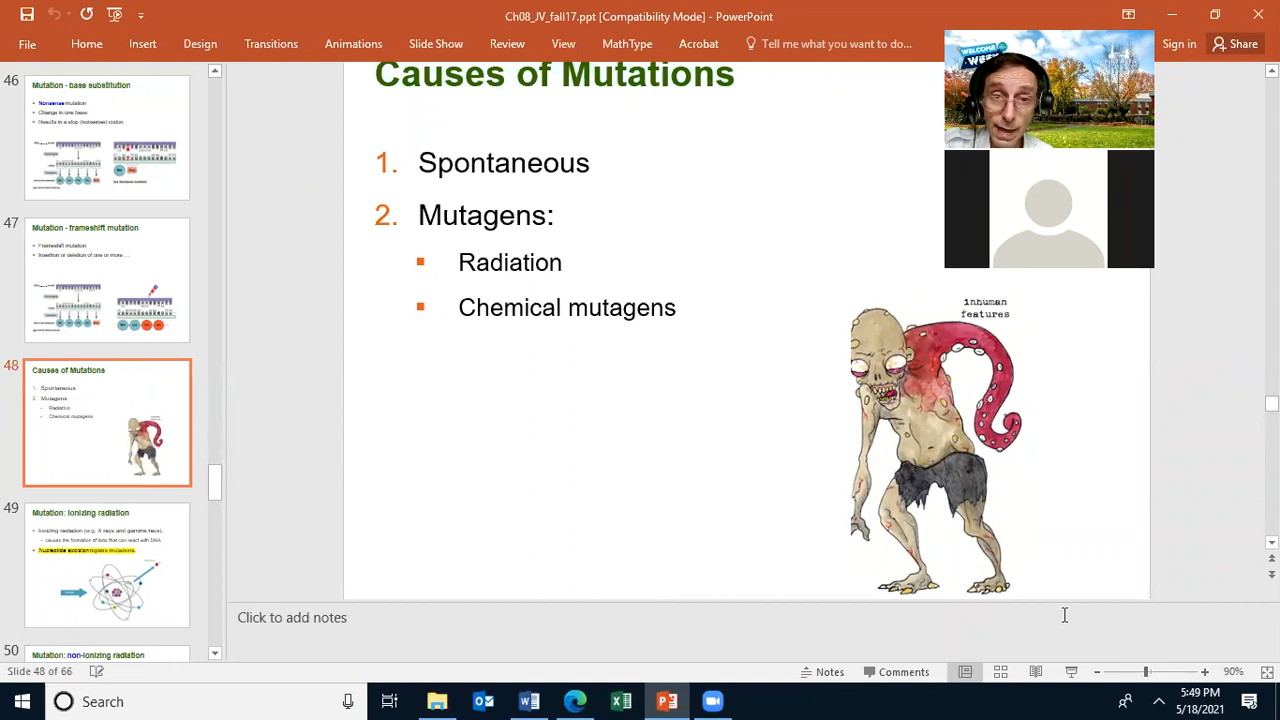 Ch08_JV_fall17.ppt [Compatibility Mode] - PowerPoint
File Home Insert Design Slide Show Transitions Animations Review View MathType Acrobat Tell me what you want to do... Sign in Share
WELCOME
WEEK
46
Mutation - base substitution
Nonsense mutation
Change in one base
Results in a stop (nonsense) codon
47
Mutation - frameshift mutation
Frameshift mutation
Insertion or deletion of one or more ...
48
Causes of Mutations
1. Spontaneous
2. Mutagens:
Radiation
Chemical mutagens
49
Mutation: ionizing radiation
Ionizing radiation (e.g. X rays and gamma rays).
causes the formation of ions that can react with DNA.
Nucleotide excision repairs mutations.
50
Mutation: non-ionizing radiation
Causes of Mutations
1. Spontaneous
2. Mutagens:
Radiation
Chemical mutagens
inhuman
features
Click to add notes
Slide 48 of 66
Notes Comments 90%
Search
5:49 PM
5/18/2021